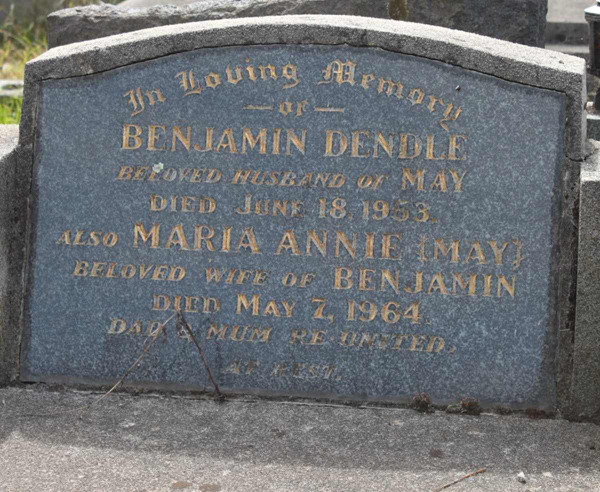 In Loving Memory
— OF —
BENJAMIN DENDLE
BELOVED HUSBAND OF MAY
DIED JUNE 18, 1953.
ALSO MARIA ANNIE (MAY)
BELOVED WIFE OF BENJAMIN
DIED MAY 7, 1964.
DAD & MUM RE-UNITED.
AT REST.